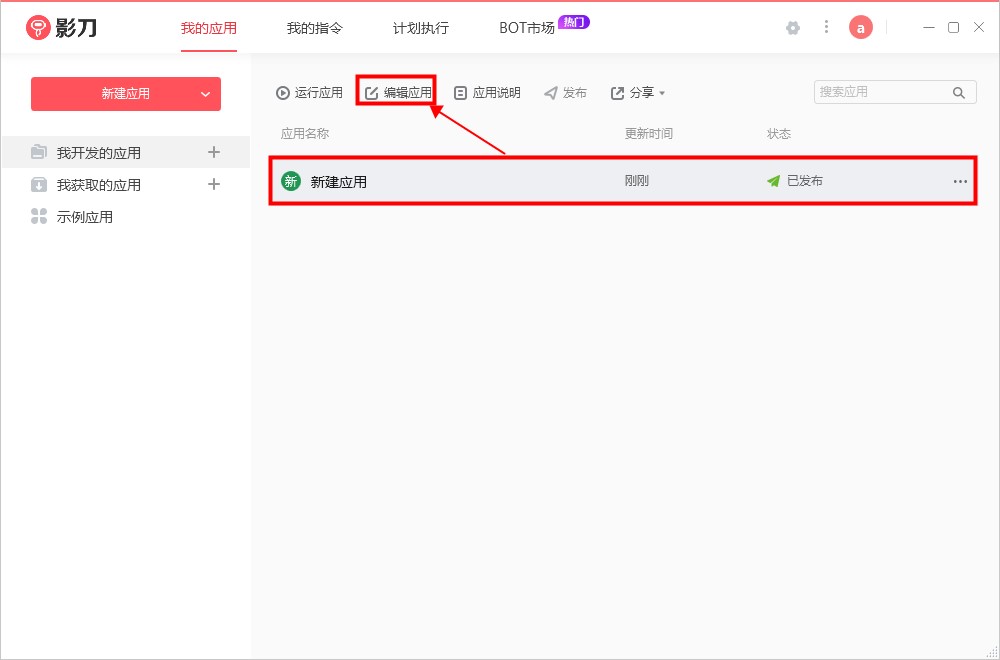 影刀 我的应用 我的指令 计划执行 BOT市场 热门 a
新建应用
运行应用 编辑应用 应用说明 发布 分享 搜索应用
应用名称 更新时间 状态
我开发的应用
我获取的应用
示例应用
新 新建应用 刚刚 已发布